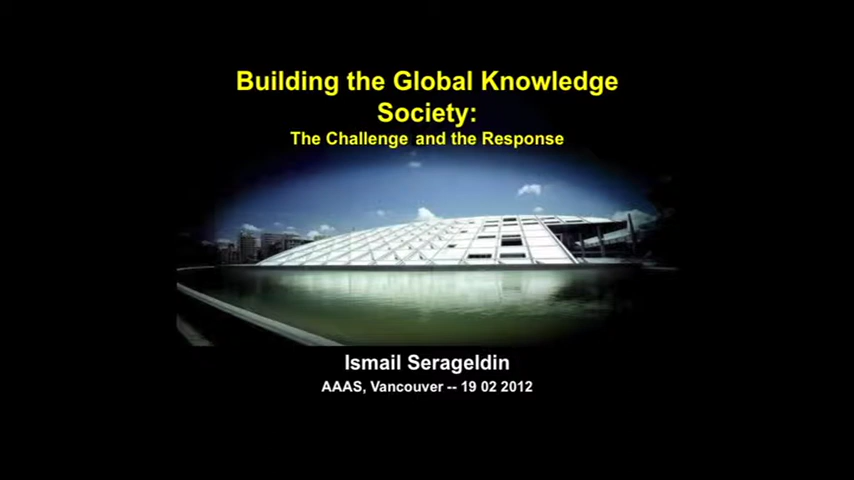 Building the Global Knowledge
Society:
The Challenge and the Response
Ismail Serageldin
AAAS, Vancouver -- 19 02 2012